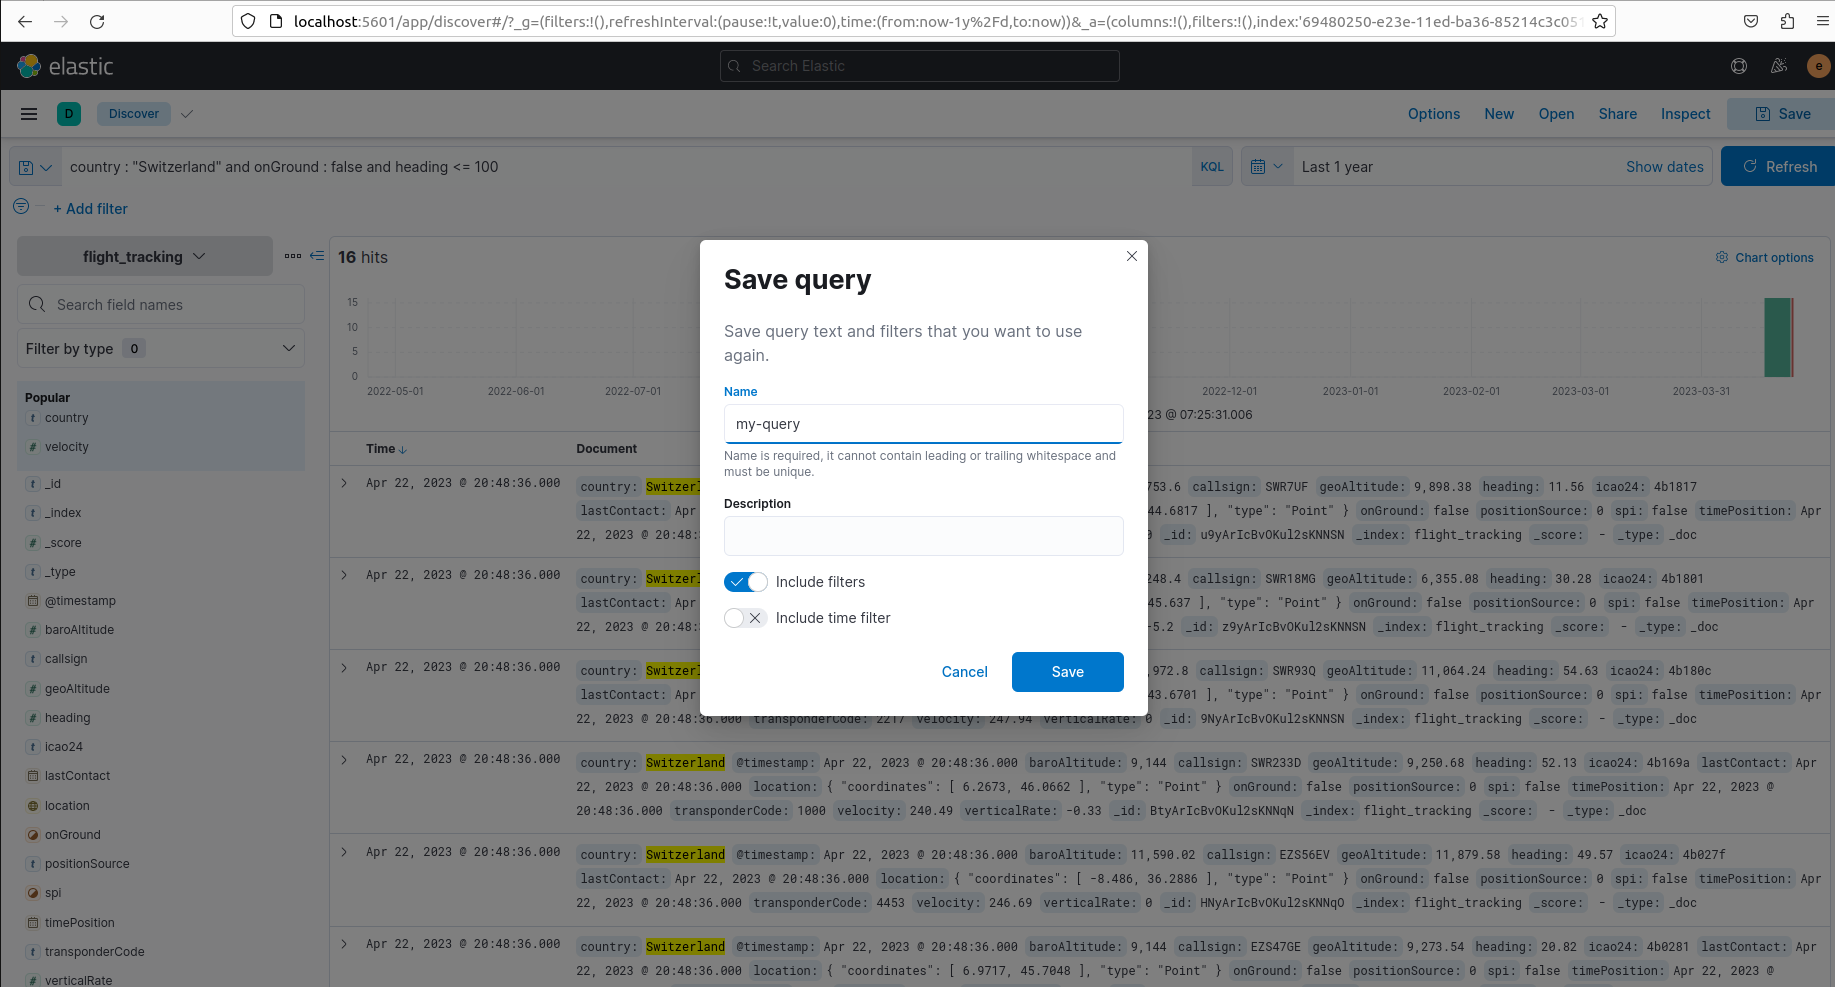 localhost:5601/app/discover#/?_g=(filters:!(),refreshInterval:(pause:!t,value:0),time:(from:now-1y%2Fd,to:now))&_a=(columns:!(),filters:!(),index:'69480250-e23e-11ed-ba36-85214c3c051
elastic
Search Elastic
e
D
Discover
Options New Open Share Inspect Save
country : "Switzerland" and onGround : false and heading <= 100
KQL
Last 1 year
Show dates
Refresh
+ Add filter
flight_tracking
Search field names
Filter by type 0
Popular
t country
# velocity
t _id
t _index
# _score
t _type
@timestamp
# baroAltitude
t callsign
# geoAltitude
# heading
t icao24
lastContact
location
onGround
t positionSource
spi
timePosition
t transponderCode
# verticalRate
16 hits
Chart options
15
10
5
0
2022-05-01 2022-06-01 2022-07-01 2022-12-01 2023-01-01 2023-02-01 2023-03-01 2023-03-31
23 @ 07:25:31.006
Time Document
Apr 22, 2023 @ 20:48:36.000 country: Switzerl 753.6 callsign: SWR7UF geoAltitude: 9,898.38 heading: 11.56 icao24: 4b1817
lastContact: Apr 44.6817 ], "type": "Point" } onGround: false positionSource: 0 spi: false timePosition: Apr
22, 2023 @ 20:48:36. 0 _id: u9yArIcBvOKul2sKNNSN _index: flight_tracking _score: - _type: _doc
Apr 22, 2023 @ 20:48:36.000 country: Switzerl 248.4 callsign: SWR18MG geoAltitude: 6,355.08 heading: 30.28 icao24: 4b1801
lastContact: Apr 45.637 ], "type": "Point" } onGround: false positionSource: 0 spi: false timePosition: Apr
22, 2023 @ 20:48:36. -5.2 _id: z9yArIcBvOKul2sKNNSN _index: flight_tracking _score: - _type: _doc
Apr 22, 2023 @ 20:48:36.000 country: Switzerl ,972.8 callsign: SWR93Q geoAltitude: 11,064.24 heading: 54.63 icao24: 4b180c
lastContact: Apr 43.6701 ], "type": "Point" } onGround: false positionSource: 0 spi: false timePosition: Apr
22, 2023 @ 20:48:36.000 transponderCode: 2217 velocity: 247.94 verticalRate: 0 _id: 9NyArIcBvOKul2sKNNSN _index: flight_tracking _score: - _type: _doc
Apr 22, 2023 @ 20:48:36.000 country: Switzerland @timestamp: Apr 22, 2023 @ 20:48:36.000 baroAltitude: 9,144 callsign: SWR233D geoAltitude: 9,250.68 heading: 52.13 icao24: 4b169a lastContact: Apr
22, 2023 @ 20:48:36.000 location: { "coordinates": [ 6.2673, 46.0662 ], "type": "Point" } onGround: false positionSource: 0 spi: false timePosition: Apr 22, 2023 @
20:48:36.000 transponderCode: 1000 velocity: 240.49 verticalRate: -0.33 _id: BtyArIcBvOKul2sKNNqN _index: flight_tracking _score: - _type: _doc
Apr 22, 2023 @ 20:48:36.000 country: Switzerland @timestamp: Apr 22, 2023 @ 20:48:36.000 baroAltitude: 11,590.02 callsign: EZS56EV geoAltitude: 11,879.58 heading: 49.57 icao24: 4b027f
lastContact: Apr 22, 2023 @ 20:48:36.000 location: { "coordinates": [ -8.486, 36.2886 ], "type": "Point" } onGround: false positionSource: 0 spi: false timePosition: Apr
22, 2023 @ 20:48:36.000 transponderCode: 4453 velocity: 246.69 verticalRate: 0 _id: HNyArIcBvOKul2sKNNqO _index: flight_tracking _score: - _type: _doc
Apr 22, 2023 @ 20:48:36.000 country: Switzerland @timestamp: Apr 22, 2023 @ 20:48:36.000 baroAltitude: 9,144 callsign: EZS47GE geoAltitude: 9,273.54 heading: 20.82 icao24: 4b0281 lastContact: Apr
22, 2023 @ 20:48:36.000 location: { "coordinates": [ 6.9717, 45.7048 ], "type": "Point" } onGround: false positionSource: 0 spi: false timePosition: Apr 22, 2023 @
Save query
Save query text and filters that you want to use
again.
Name
my-query
Name is required, it cannot contain leading or trailing whitespace and
must be unique.
Description
Include filters
Include time filter
Cancel Save